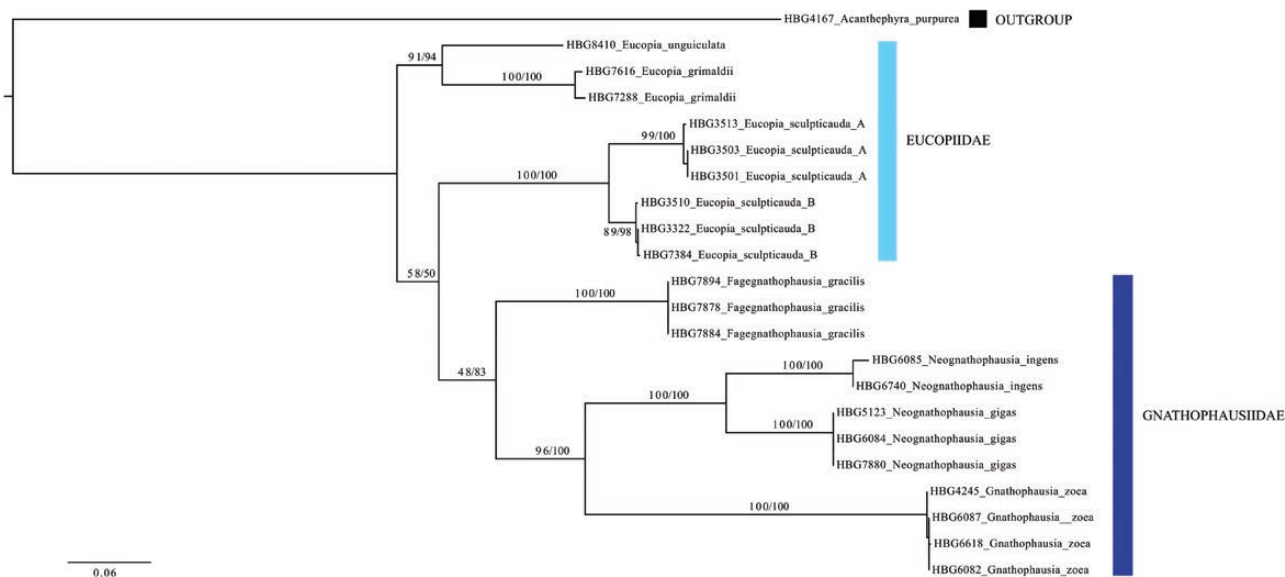 HBG4167_Acanthephyra_purpurea
OUTGROUP
HBG8410_Eucopia_unguiculata
91/94
HBG7616_Eucopia_grimaldii
100/100
HBG7288_Eucopia_grimaldii
HBG3513_Eucopia_sculpticauda_A
99/100
HBG3503_Eucopia_sculpticauda_A
EUCOPIIDAE
HBG3501_Eucopia_sculpticauda_A
100/100
HBG3510_Eucopia_sculpticauda_B
HBG3322_Eucopia_sculpticauda_B
89/98
HBG7384_Eucopia_sculpticauda_B
58/50
HBG7894_Fagegnathophausia_gracilis
100/100
HBG7878_Fagegnathophausia_gracilis
HBG7884_Fagegnathophausia_gracilis
HBG6085_Neognathophausia_ingens
100/100
48/83
HBG6740_Neognathophausia_ingens
100/100
HBG5123_Neognathophausia_gigas
GNATHOPHAUSIIDAE
100/100
HBG6084_Neognathophausia_gigas
96/100
HBG7880_Neognathophausia_gigas
HBG4245_Gnathophausia_zoea
100/100
HBG6087_Gnathophausia__zoea
HBG6618_Gnathophausia_zoea
HBG6082_Gnathophausia_zoea
0.06